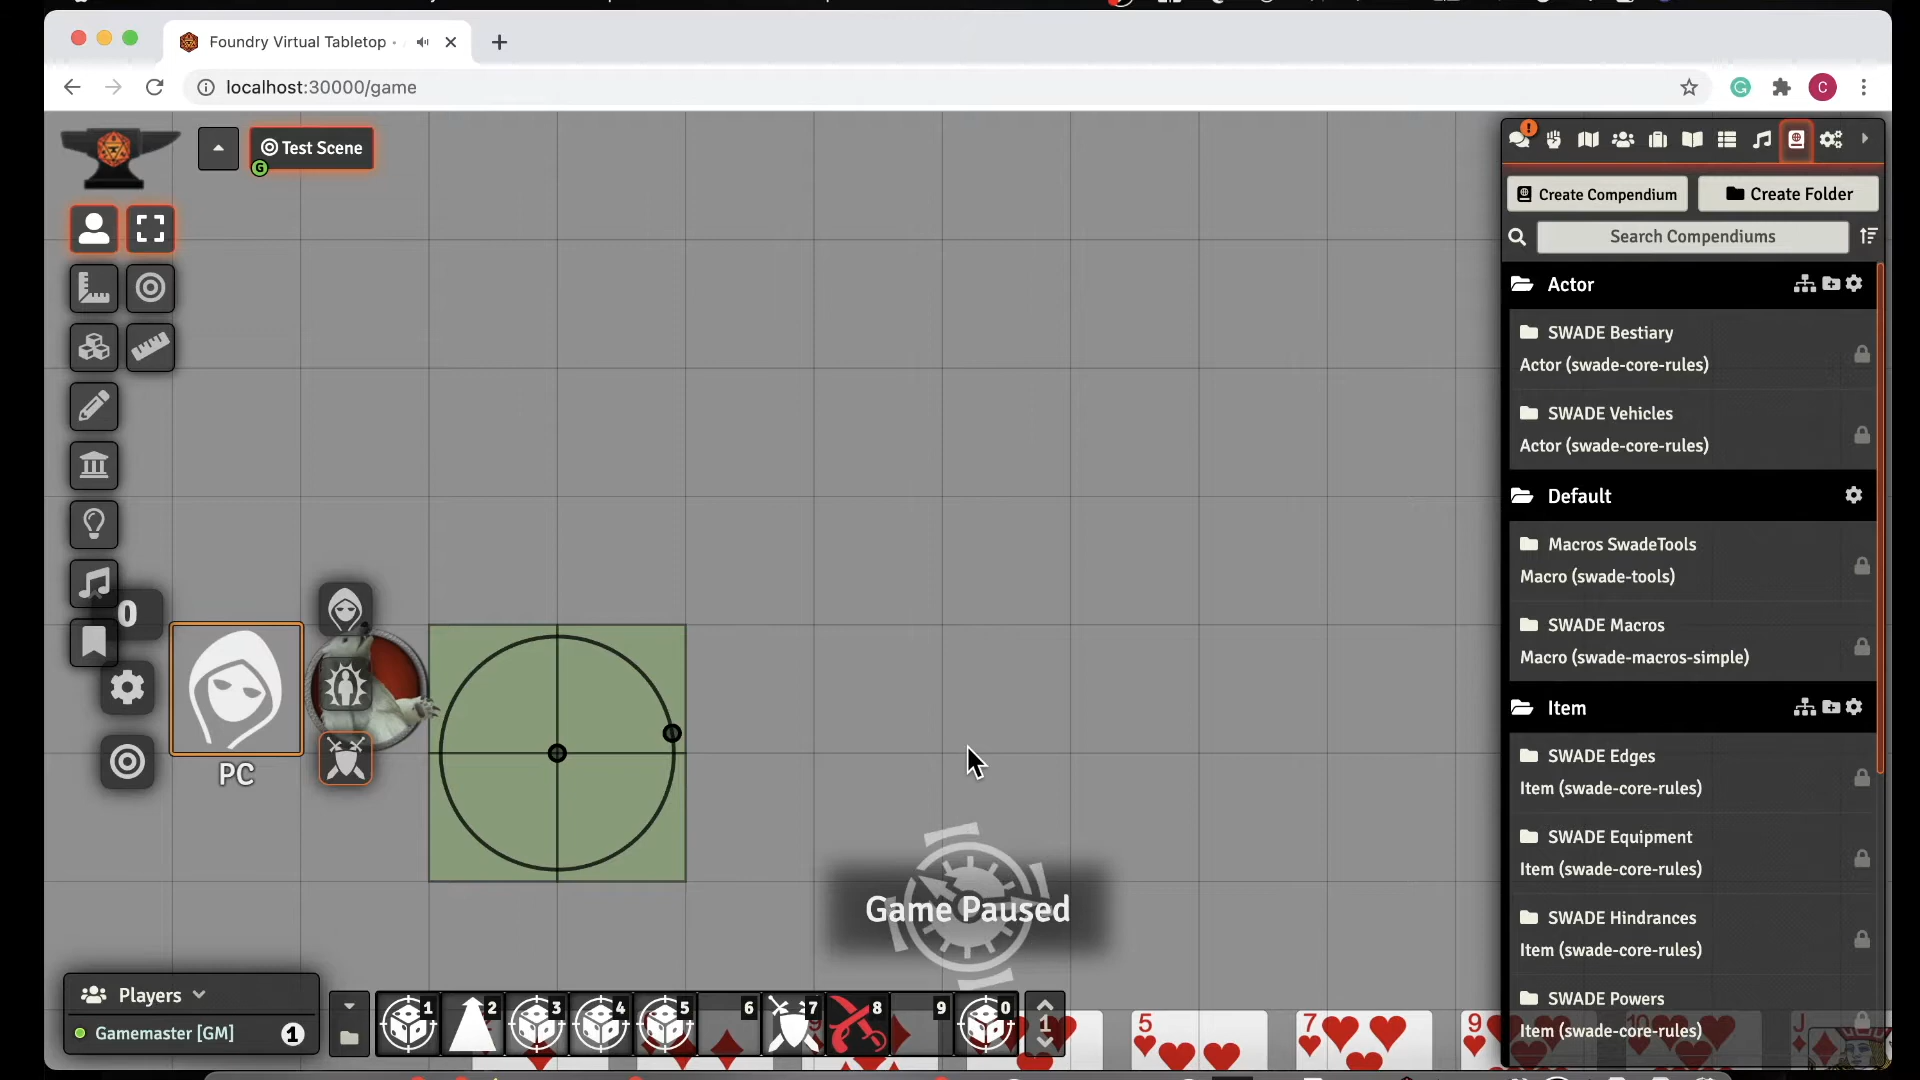 Foundry Virtual Tabletop ·
localhost:30000/game
C
Test Scene
G
Create Compendium
Create Folder
Search Compendiums
Actor
SWADE Bestiary
Actor (swade-core-rules)
SWADE Vehicles
Actor (swade-core-rules)
Default
Macros SwadeTools
Macro (swade-tools)
SWADE Macros
Macro (swade-macros-simple)
Item
SWADE Edges
Item (swade-core-rules)
SWADE Equipment
Item (swade-core-rules)
SWADE Hindrances
Item (swade-core-rules)
SWADE Powers
Item (swade-core-rules)
0
PC
Game Paused
Players
Gamemaster [GM] 1
1 2 3 4 5 6 7 8 9 0
1
5 7 9 10 J